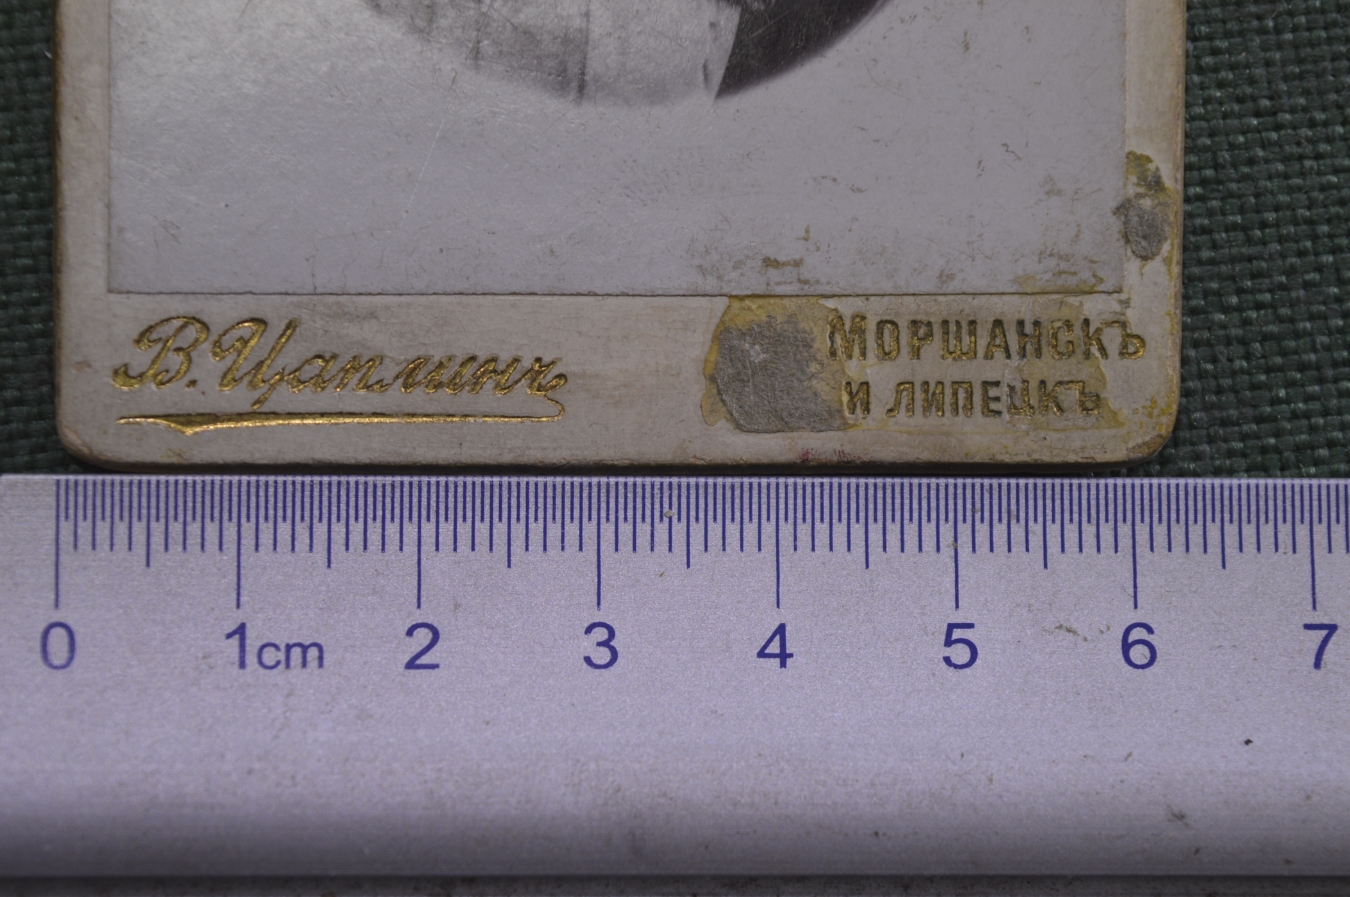 В. Цаплинъ
Моршанскъ
и липецкъ
0 1cm 2 3 4 5 6 7